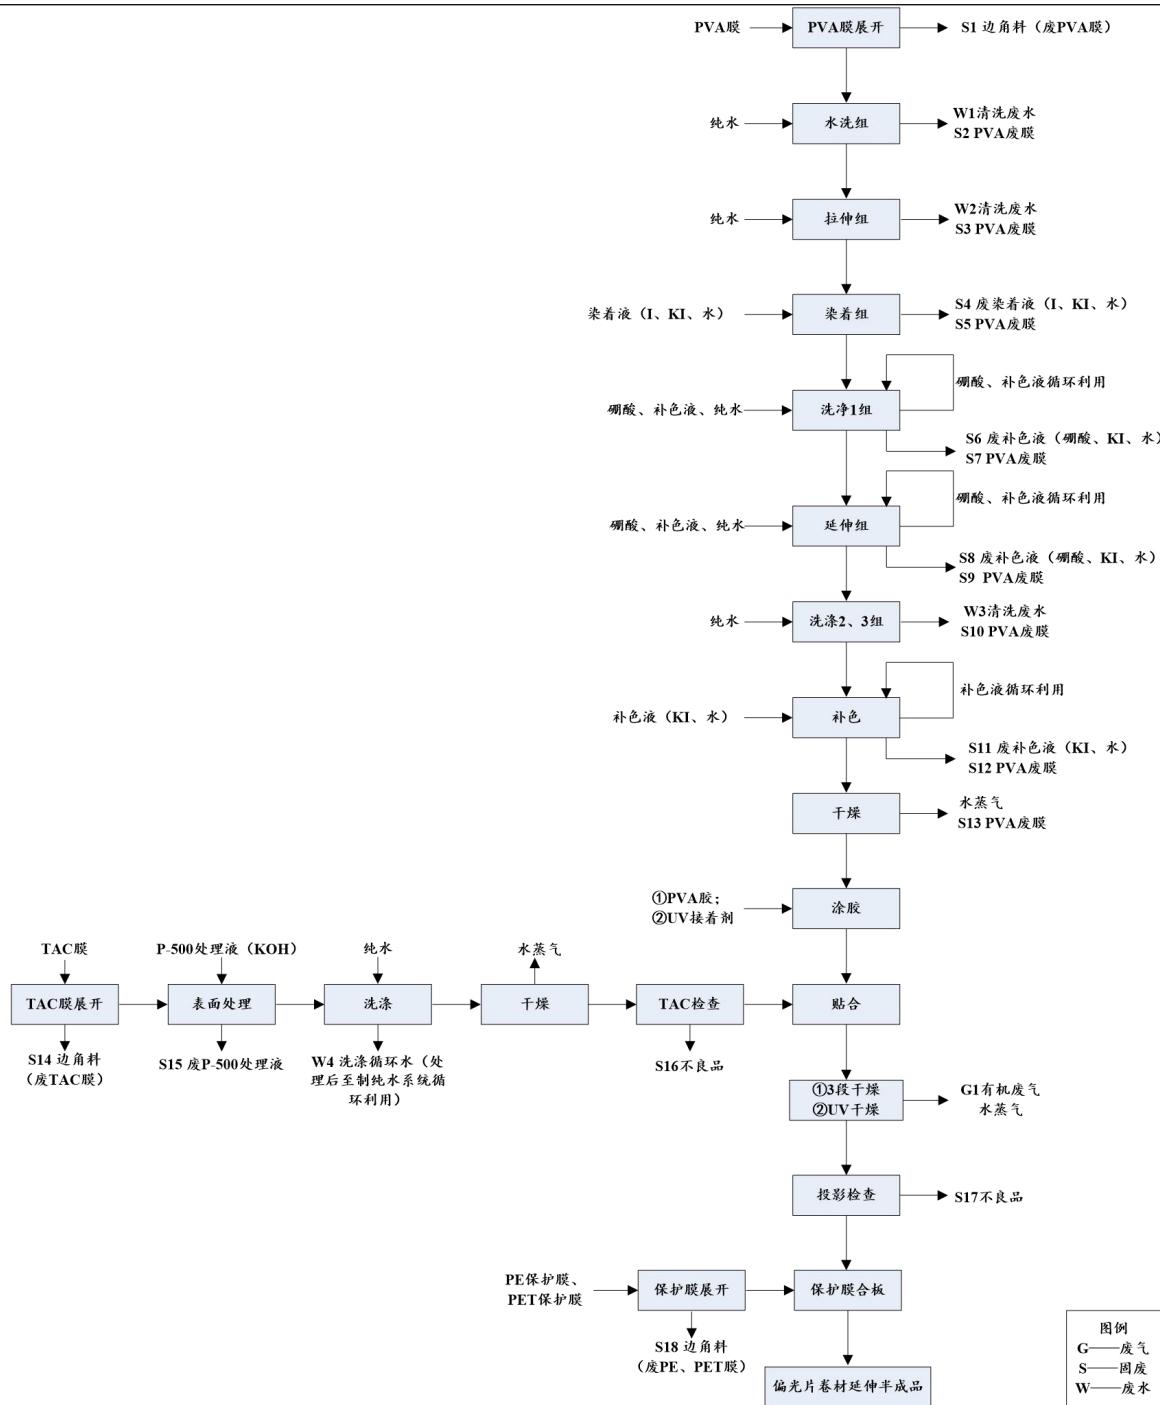 PVA膜
PVA膜展开
S1 边角料（废PVA膜）
纯水
水洗组
W1清洗废水
S2 PVA废膜
纯水
拉伸组
W2清洗废水
S3 PVA废膜
染着液（I、KI、水）
染着组
S4 废染着液（I、KI、水）
S5 PVA废膜
硼酸、补色液循环利用
硼酸、补色液、纯水
洗净1组
S6 废补色液（硼酸、KI、水）
S7 PVA废膜
硼酸、补色液循环利用
硼酸、补色液、纯水
延伸组
S8 废补色液（硼酸、KI、水）
S9 PVA废膜
纯水
洗涤2、3组
W3清洗废水
S10 PVA废膜
补色液循环利用
补色液（KI、水）
补色
S11 废补色液（KI、水）
S12 PVA废膜
干燥
水蒸气
S13 PVA废膜
①PVA胶；
②UV接着剂
涂胶
TAC膜
P-500处理液（KOH）
纯水
水蒸气
TAC膜展开
表面处理
洗涤
干燥
TAC检查
贴合
S14 边角料
（废TAC膜）
S15 废P-500处理液
W4 洗涤循环水（处
理后至制纯水系统循
环利用）
S16不良品
①3段干燥
②UV干燥
G1有机废气
水蒸气
投影检查
S17不良品
PE保护膜、
PET保护膜
保护膜展开
保护膜合板
S18 边角料
（废PE、PET膜）
偏光片卷材延伸半成品
图例
G——废气
S——固废
W——废水